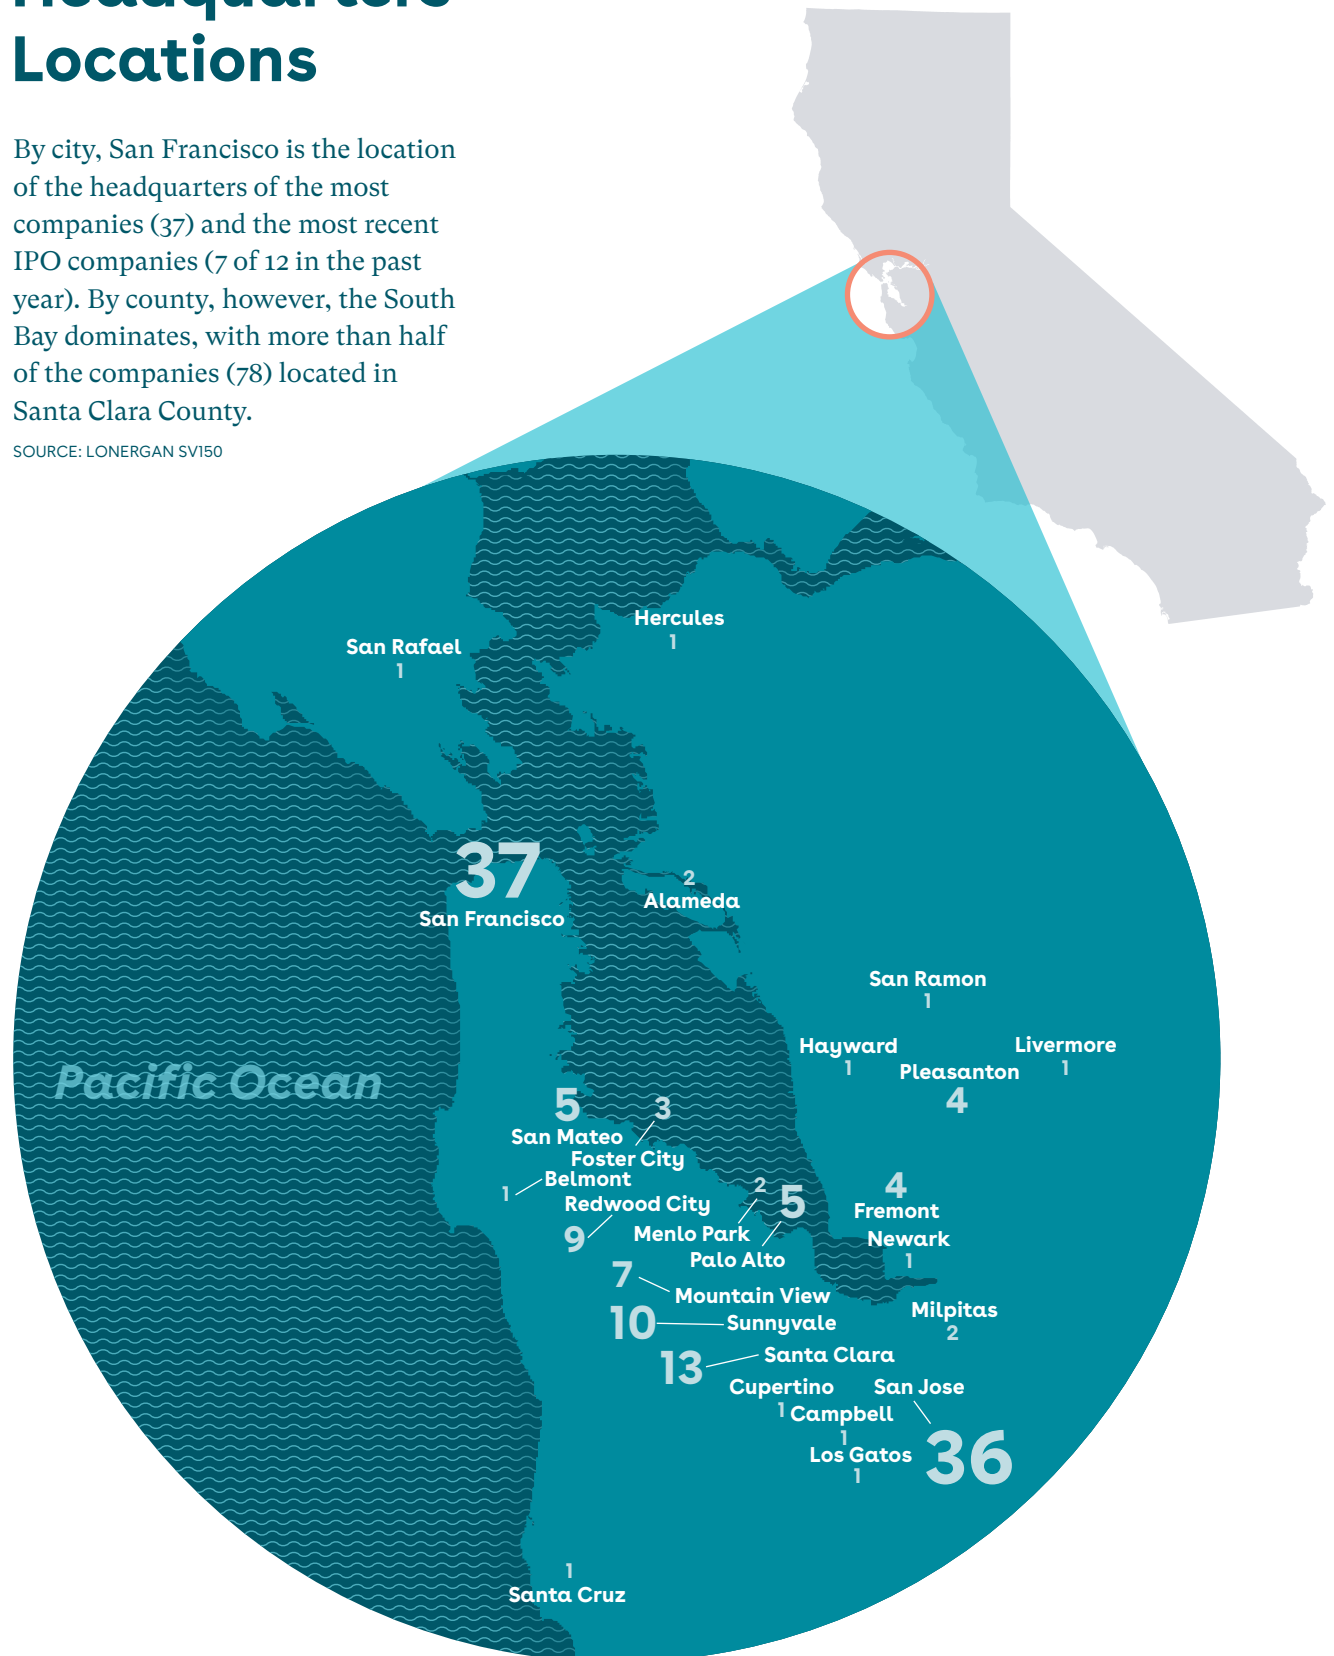 Headquarters
Locations
By city, San Francisco is the location
of the headquarters of the most
companies (37) and the most recent
IPO companies (7 of 12 in the past
year). By county, however, the South
Bay dominates, with more than half
of the companies (78) located in
Santa Clara County.
SOURCE: LONERGAN SV150
Hercules
1
San Rafael
1
37
San Francisco
2
Alameda
San Ramon
1
Hayward
1
Livermore
1
Pleasanton
4
Pacific Ocean
5
San Mateo
3
Foster City
Belmont
1
Redwood City
9
2
Menlo Park
5
Palo Alto
4
Fremont
Newark
1
7
Mountain View
10
Sunnyvale
Milpitas
2
13
Santa Clara
Cupertino
1
San Jose
36
Campbell
1
Los Gatos
1
1
Santa Cruz